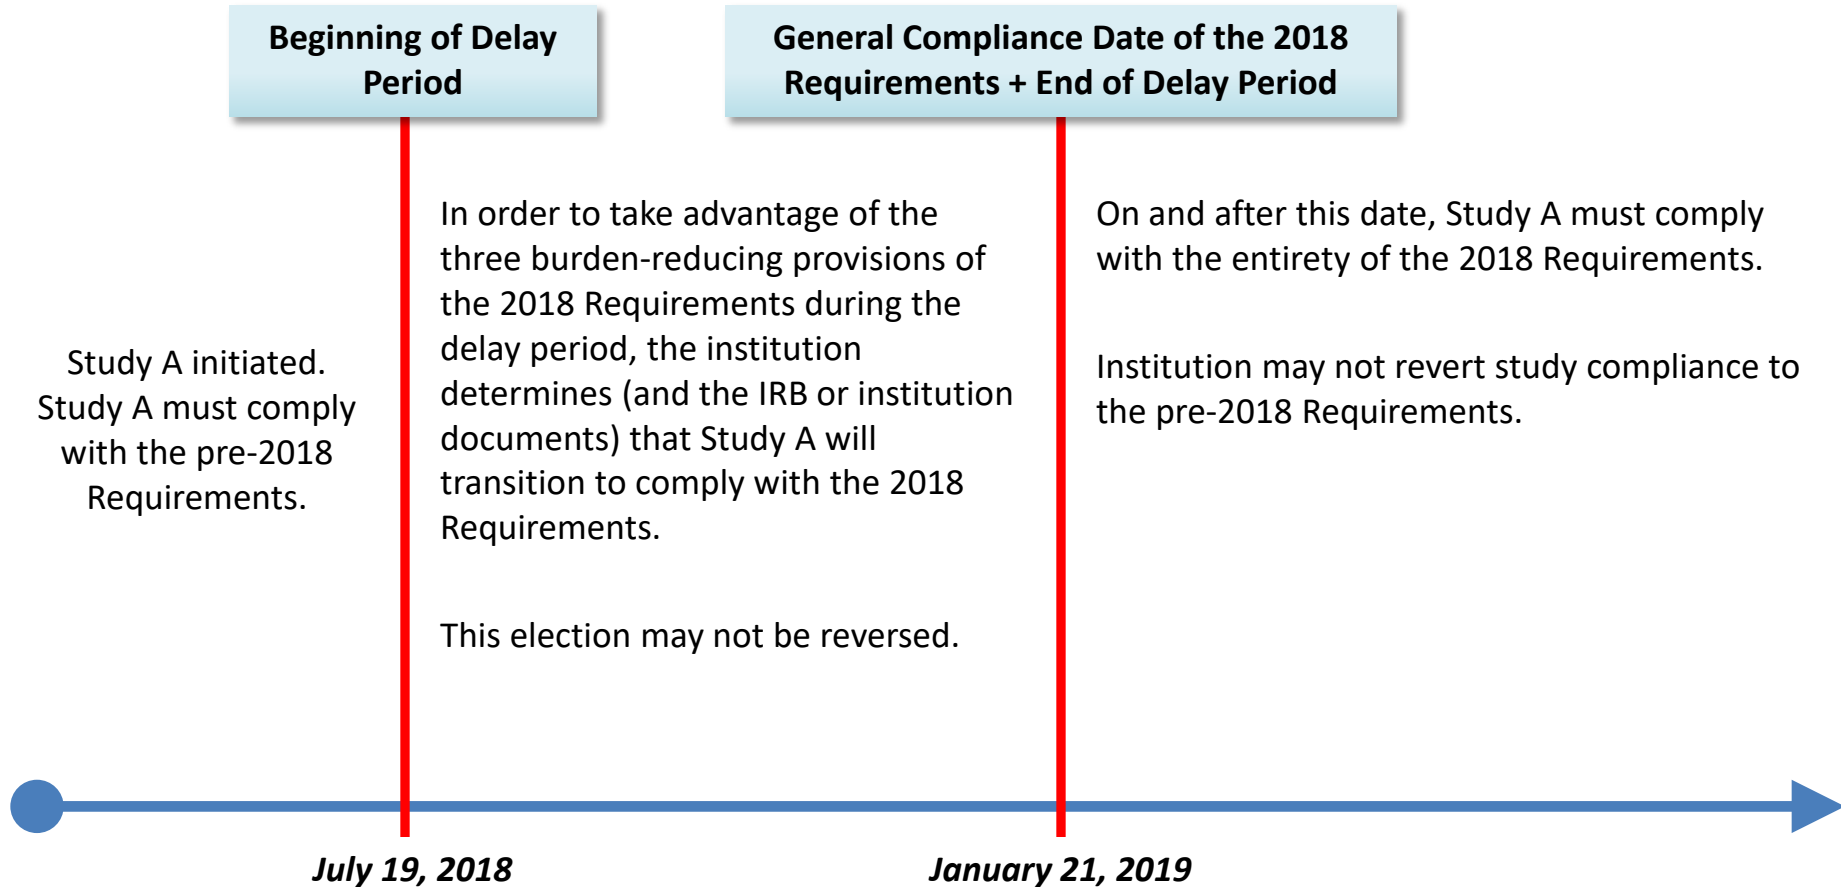 Beginning of Delay
Period
General Compliance Date of the 2018
Requirements + End of Delay Period
Study A initiated.
Study A must comply
with the pre-2018
Requirements.
In order to take advantage of the
three burden-reducing provisions of
the 2018 Requirements during the
delay period, the institution
determines (and the IRB or institution
documents) that Study A will
transition to comply with the 2018
Requirements.
This election may not be reversed.
On and after this date, Study A must comply
with the entirety of the 2018 Requirements.
Institution may not revert study compliance to
the pre-2018 Requirements.
July 19, 2018
January 21, 2019